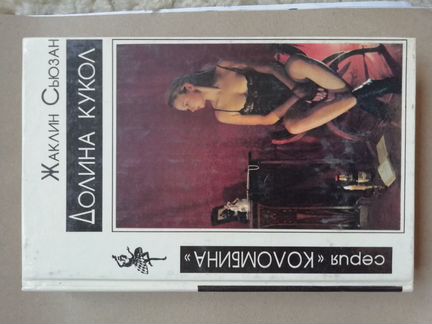 Жаклин Сьюзан
Долина кукол
серия «Коломбина»